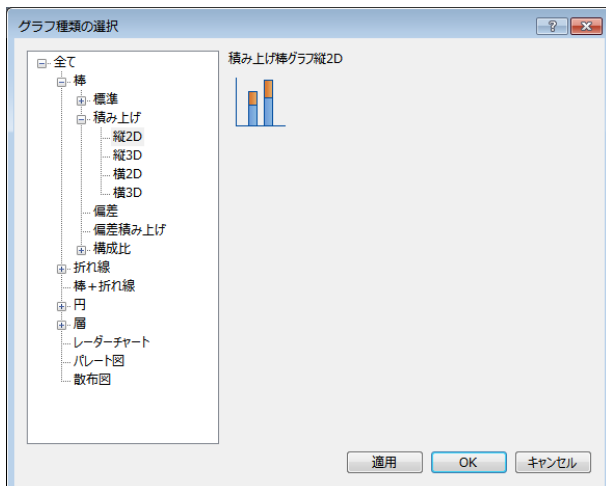 グラフ種類の選択
全て
棒
標準
積み上げ
縦2D
縦3D
横2D
横3D
偏差
偏差積み上げ
構成比
折れ線
棒+折れ線
円
層
レーダーチャート
パレート図
散布図
積み上げ棒グラフ縦2D
適用
OK
キャンセル